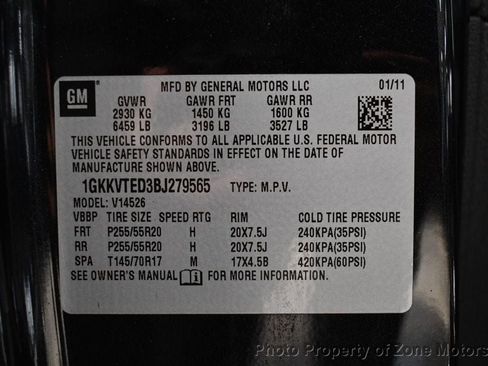 GM
MFD BY GENERAL MOTORS LLC 01/11
GVWR GAWR FRT GAWR RR
2930 KG 1450 KG 1600 KG
6459 LB 3196 LB 3527 LB
THIS VEHICLE CONFORMS TO ALL APPLICABLE U.S. FEDERAL MOTOR
VEHICLE SAFETY STANDARDS IN EFFECT ON THE DATE OF
MANUFACTURE SHOWN ABOVE.
1GKKVTED3BJ279565 TYPE: M.P.V.
MODEL: V14526
VBBP TIRE SIZE SPEED RTG RIM COLD TIRE PRESSURE
FRT P255/55R20 H 20X7.5J 240KPA(35PSI)
RR P255/55R20 H 20X7.5J 240KPA(35PSI)
SPA T145/70R17 M 17X4.5B 420KPA(60PSI)
SEE OWNER'S MANUAL FOR MORE INFORMATION.
Photo Property of Zone Motors